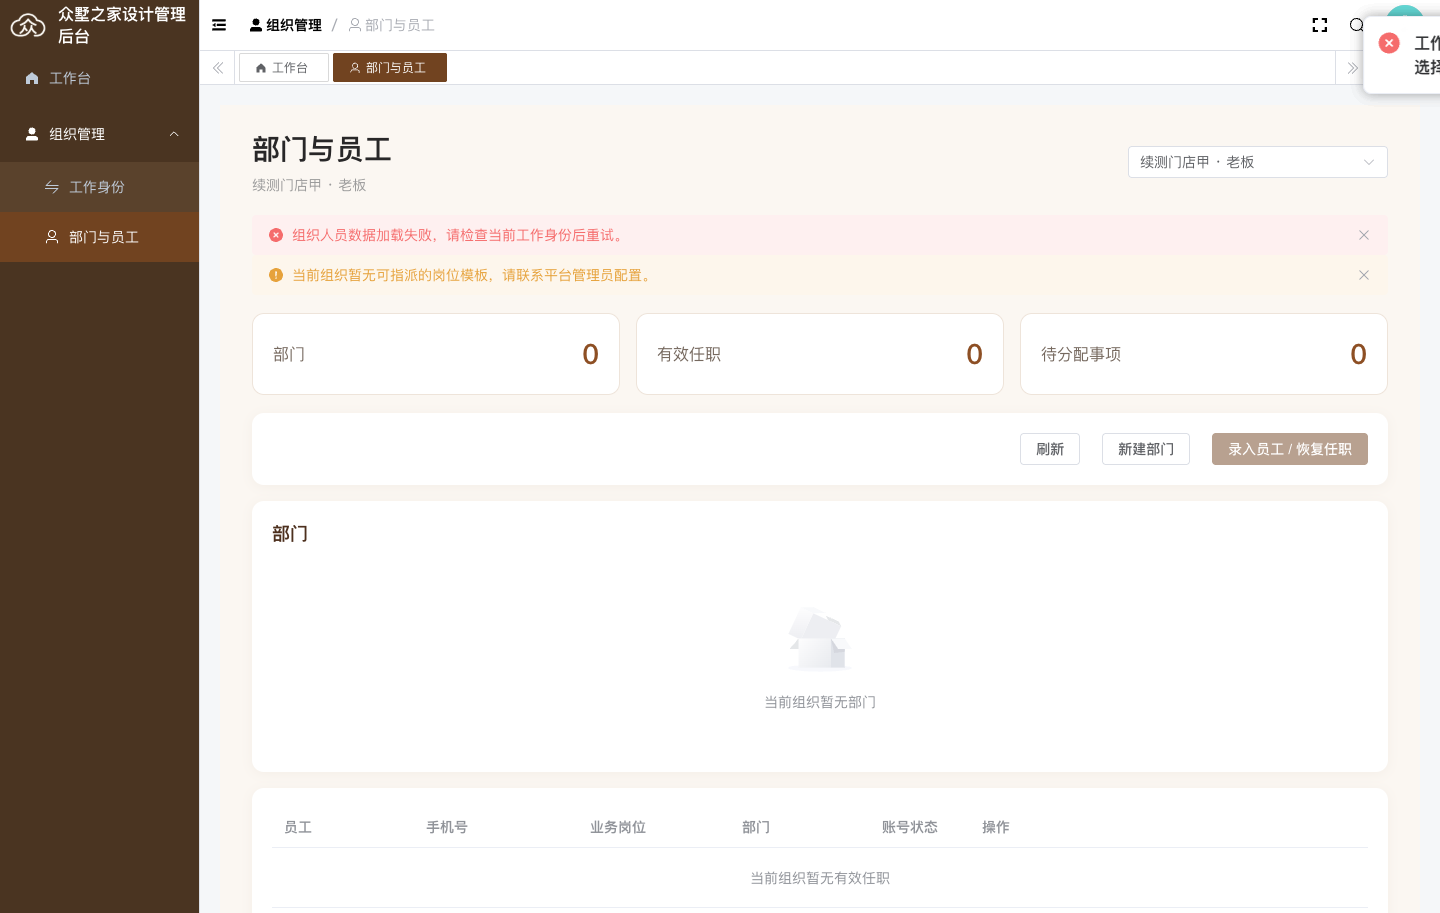 众墅之家设计管理
后台
工作台
组织管理
工作身份
部门与员工
组织管理 / 部门与员工
工作台
部门与员工
选择
部门与员工
续测门店甲 · 老板
续测门店甲 · 老板
组织人员数据加载失败，请检查当前工作身份后重试。
当前组织暂无可指派的岗位模板，请联系平台管理员配置。
部门 0
有效任职 0
待分配事项 0
刷新 新建部门 录入员工 / 恢复任职
部门
当前组织暂无部门
员工 手机号 业务岗位 部门 账号状态 操作
当前组织暂无有效任职